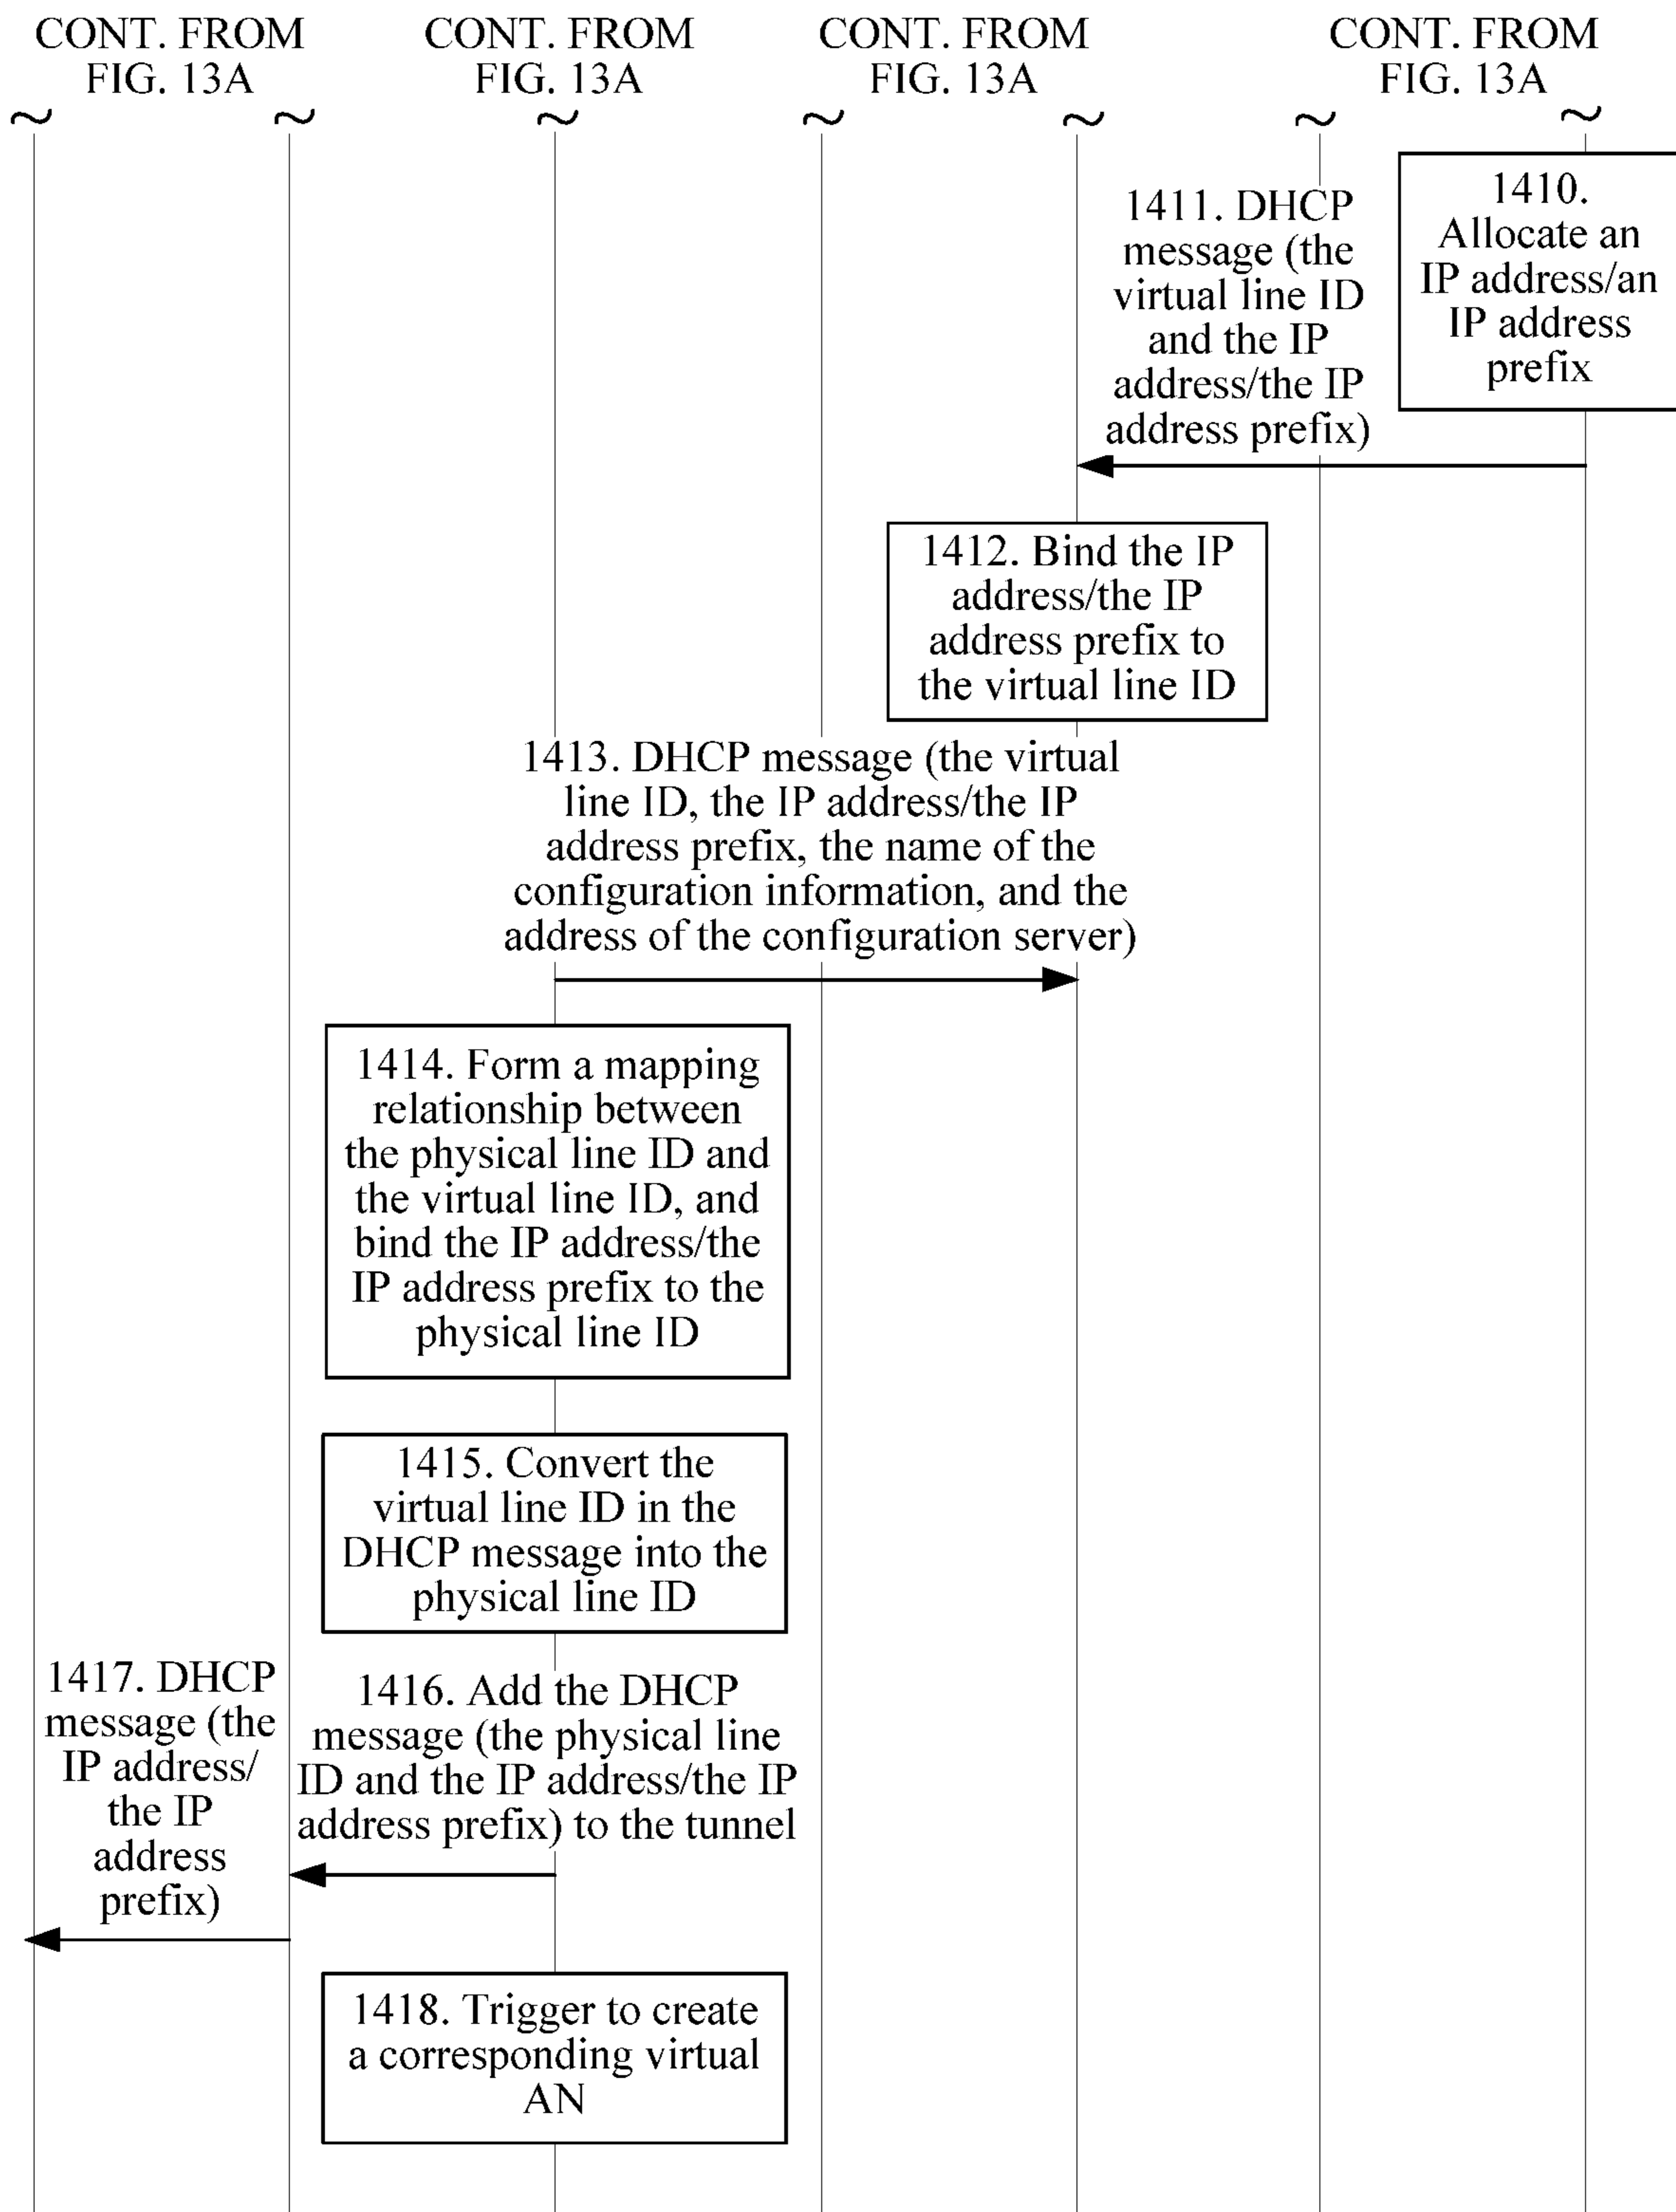 CONT. FROM
FIG. 13A
CONT. FROM
FIG. 13A
CONT. FROM
FIG. 13A
CONT. FROM
FIG. 13A
1410.
Allocate an
IP address/an
IP address
prefix
1411. DHCP
message (the
virtual line ID
and the IP
address/the IP
address prefix)
1412. Bind the IP
address/the IP
address prefix to
the virtual line ID
1413. DHCP message (the virtual
line ID, the IP address/the IP
address prefix, the name of the
configuration information, and the
address of the configuration server)
1414. Form a mapping
relationship between
the physical line ID and
the virtual line ID, and
bind the IP address/the
IP address prefix to the
physical line ID
1415. Convert the
virtual line ID in the
DHCP message into the
physical line ID
1416. Add the DHCP
message (the physical line
ID and the IP address/the IP
address prefix) to the tunnel
1417. DHCP
message (the
IP address/
the IP
address
prefix)
1418. Trigger to create
a corresponding virtual
AN